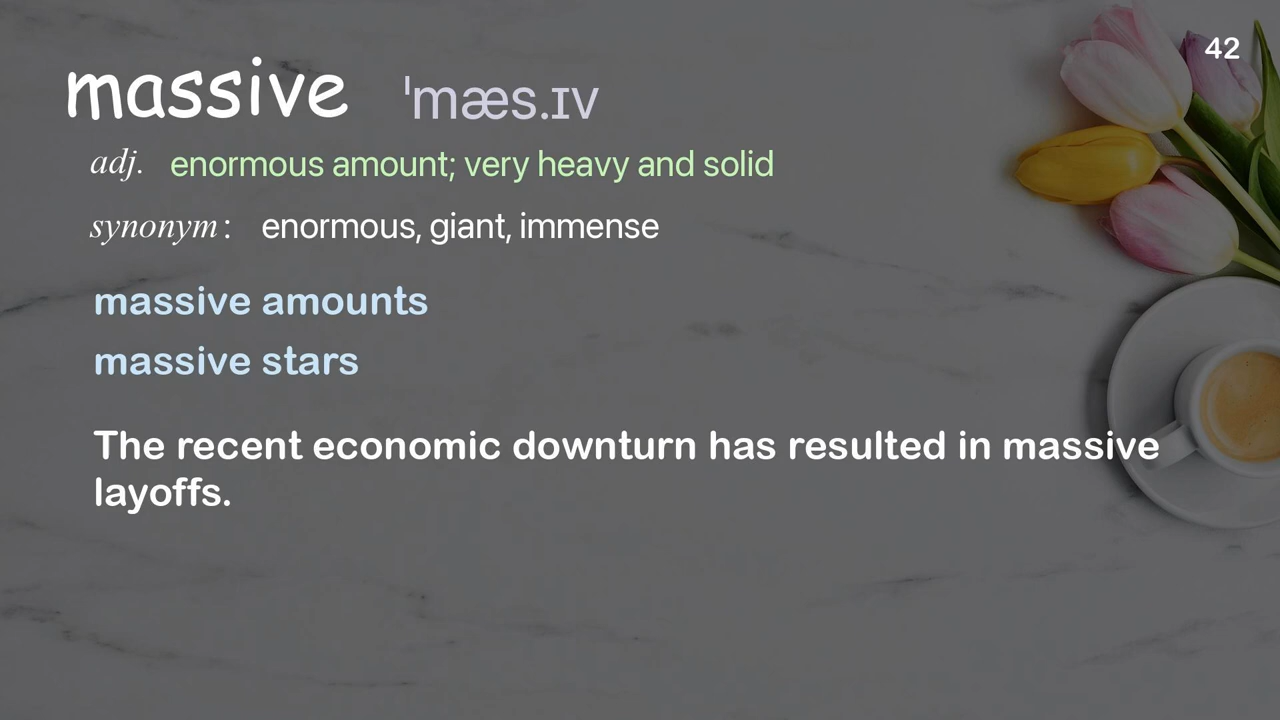 42
massive ˈmæs.ɪv
adj. enormous amount; very heavy and solid
synonym: enormous, giant, immense
massive amounts
massive stars
The recent economic downturn has resulted in massive
layoffs.